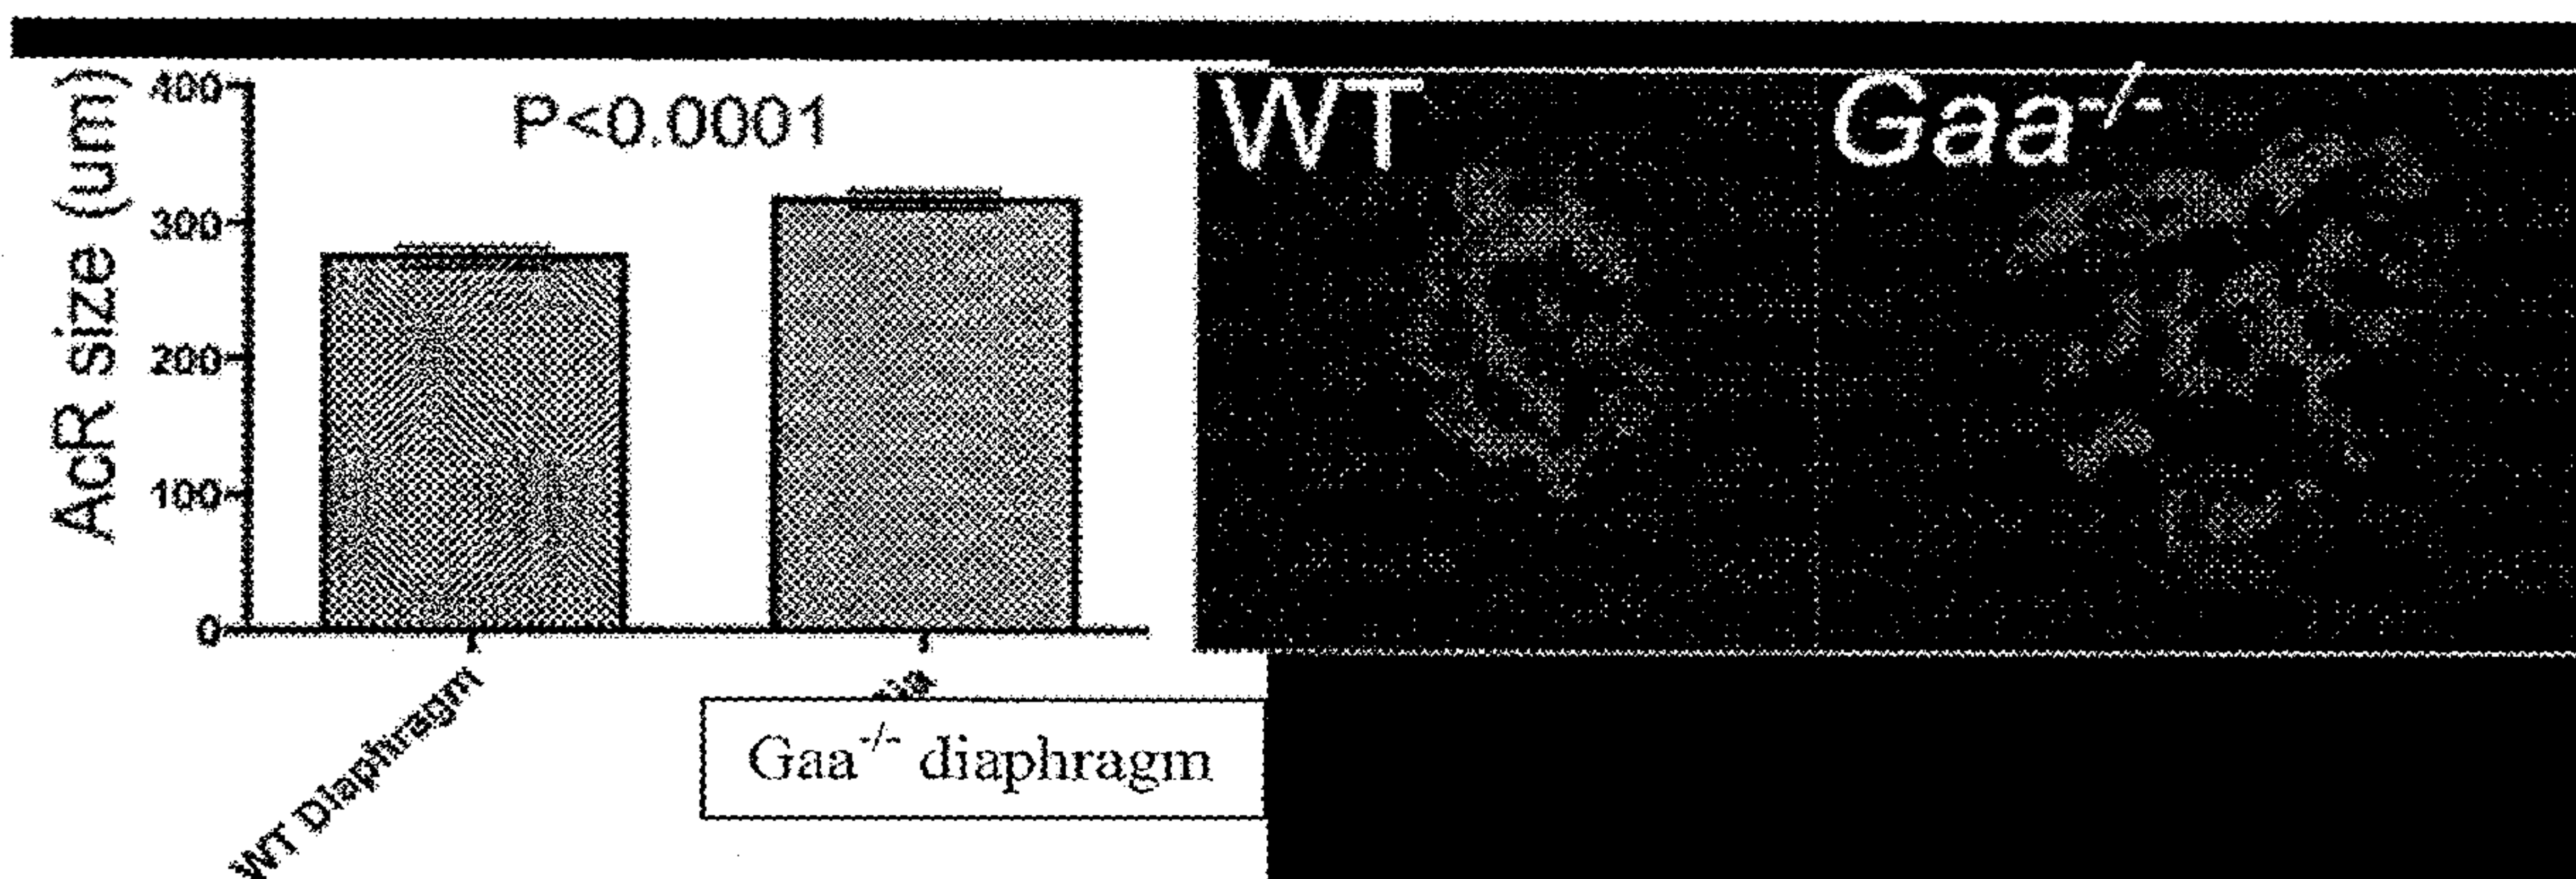 AcR size (um)
400
300
200
100
0
P<0.0001
WT Diaphragm
Gaa-/- diaphragm
WT
Gaa-/-